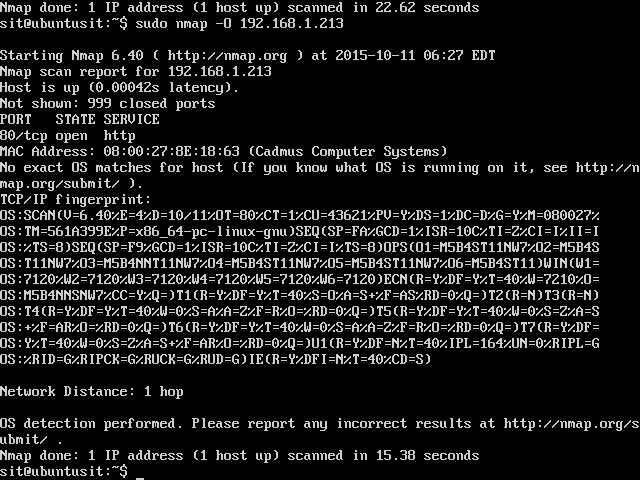 Nmap done: 1 IP address (1 host up) scanned in 22.62 seconds
sit@ubuntusit:~$ sudo nmap -O 192.168.1.213
Starting Nmap 6.40 ( http://nmap.org ) at 2015-10-11 06:27 EDT
Nmap scan report for 192.168.1.213
Host is up (0.00042s latency).
Not shown: 999 closed ports
PORT   STATE SERVICE
80/tcp open  http
MAC Address: 08:00:27:8E:18:63 (Cadmus Computer Systems)
No exact OS matches for host (If you know what OS is running on it, see http://n
map.org/submit/ ).
TCP/IP fingerprint:
OS:SCAN(V=6.40%E=4%D=10/11%OT=80%CT=1%CU=43621%PV=Y%DS=1%DC=D%G=Y%M=080027%
OS:TM=561A399E%P=x86_64-pc-linux-gnu)SEQ(SP=FA%GCD=1%ISR=10C%TI=Z%CI=I%II=I
OS:%TS=8)SEQ(SP=F9%GCD=1%ISR=10C%TI=Z%CI=I%TS=8)OPS(O1=M5B4ST11NW7%O2=M5B4S
OS:T11NW7%O3=M5B4NNT11NW7%O4=M5B4ST11NW7%O5=M5B4ST11NW7%O6=M5B4ST11)WIN(W1=
OS:7120%W2=7120%W3=7120%W4=7120%W5=7120%W6=7120)ECN(R=Y%DF=Y%T=40%W=7210%O=
OS:M5B4NNSNW7%CC=Y%Q=)T1(R=Y%DF=Y%T=40%S=O%A=S+%F=AS%RD=0%Q=)T2(R=N)T3(R=N)
OS:T4(R=Y%DF=Y%T=40%W=0%S=A%A=Z%F=R%O=%RD=0%Q=)T5(R=Y%DF=Y%T=40%W=0%S=Z%A=S
OS:+%F=AR%O=%RD=0%Q=)T6(R=Y%DF=Y%T=40%W=0%S=A%A=Z%F=R%O=%RD=0%Q=)T7(R=Y%DF=
OS:Y%T=40%W=0%S=Z%A=S+%F=AR%O=%RD=0%Q=)U1(R=Y%DF=N%T=40%IPL=164%UN=0%RIPL=G
OS:%RID=G%RIPCK=G%RUCK=G%RUD=G)IE(R=Y%DFI=N%T=40%CD=S)
Network Distance: 1 hop
OS detection performed. Please report any incorrect results at http://nmap.org/s
ubmit/ .
Nmap done: 1 IP address (1 host up) scanned in 15.38 seconds
sit@ubuntusit:~$ _